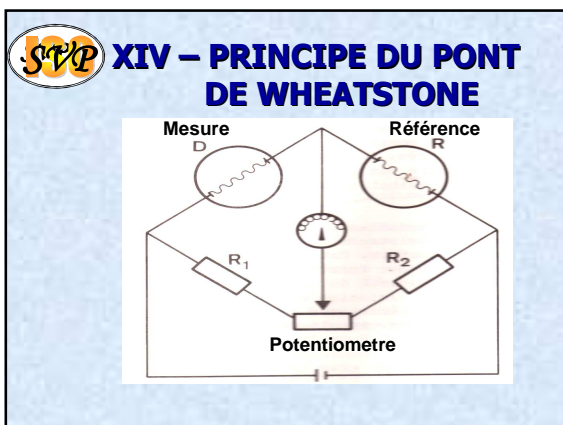 SVP
XIV – PRINCIPE DU PONT
DE WHEATSTONE
Mesure
Référence
D
R
R1
R2
Potentiometre